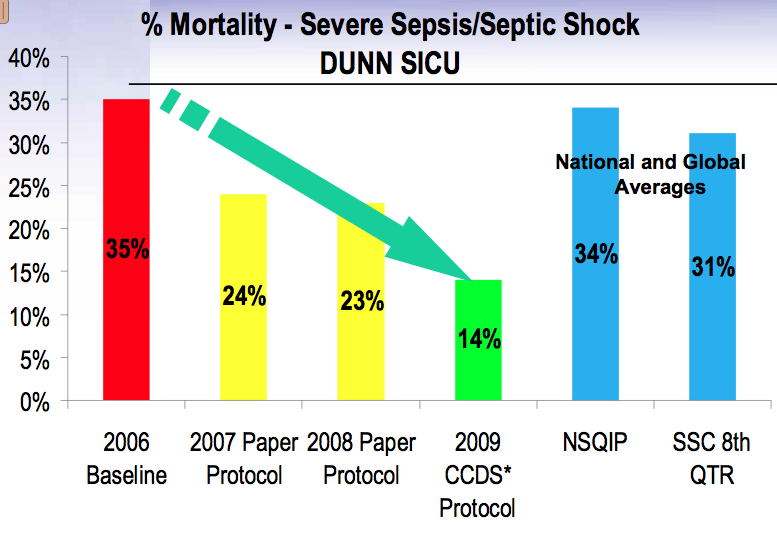 % Mortality - Severe Sepsis/Septic Shock
DUNN SICU
40%
35%
30%
25%
20%
15%
10%
5%
0%
National and Global
Averages
35%
24%
23%
14%
34%
31%
2006
Baseline
2007 Paper
Protocol
2008 Paper
Protocol
2009
CCDS*
Protocol
NSQIP
SSC 8th
QTR